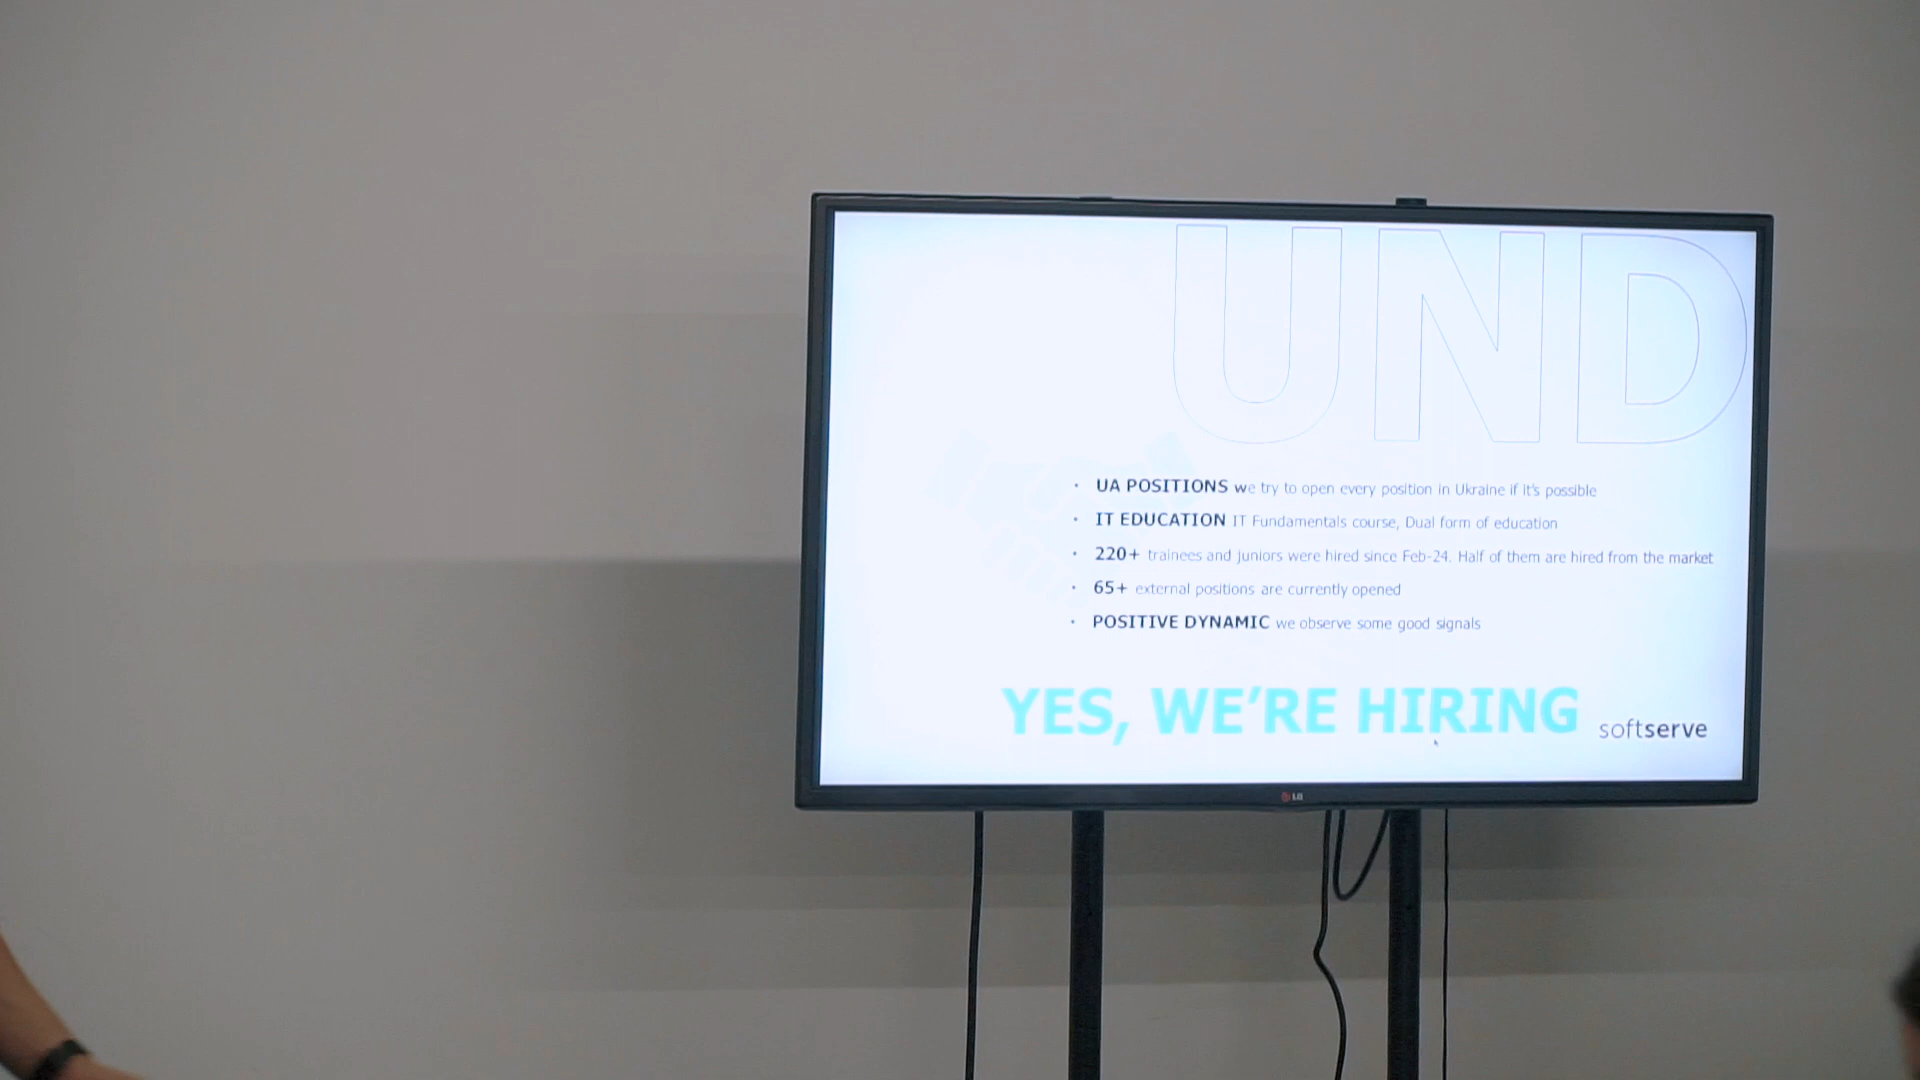 UND
• UA POSITIONS we try to open every position in Ukraine if it's possible
• IT EDUCATION IT Fundamentals course, Dual form of education
• 220+ trainees and juniors were hired since Feb-24. Half of them are hired from the market
• 65+ external positions are currently opened
• POSITIVE DYNAMIC we observe some good signals
YES, WE'RE HIRING
softserve
LG